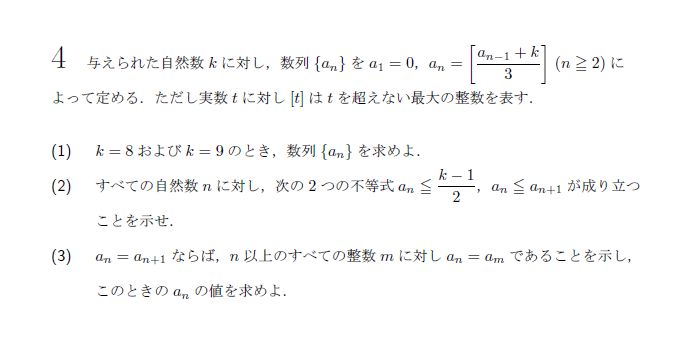 4 与えられた自然数 k に対し，数列 {a_n} を a_1 = 0，a_n = [(a_{n-1} + k)/3] (n ≧ 2) に
よって定める．ただし実数 t に対し [t] は t を超えない最大の整数を表す．
(1) k = 8 および k = 9 のとき，数列 {a_n} を求めよ．
(2) すべての自然数 n に対し，次の 2 つの不等式 a_n ≦ (k − 1)/2，a_n ≦ a_{n+1} が成り立つ
ことを示せ．
(3) a_n = a_{n+1} ならば，n 以上のすべての整数 m に対し a_n = a_m であることを示し，
このときの a_n の値を求めよ．